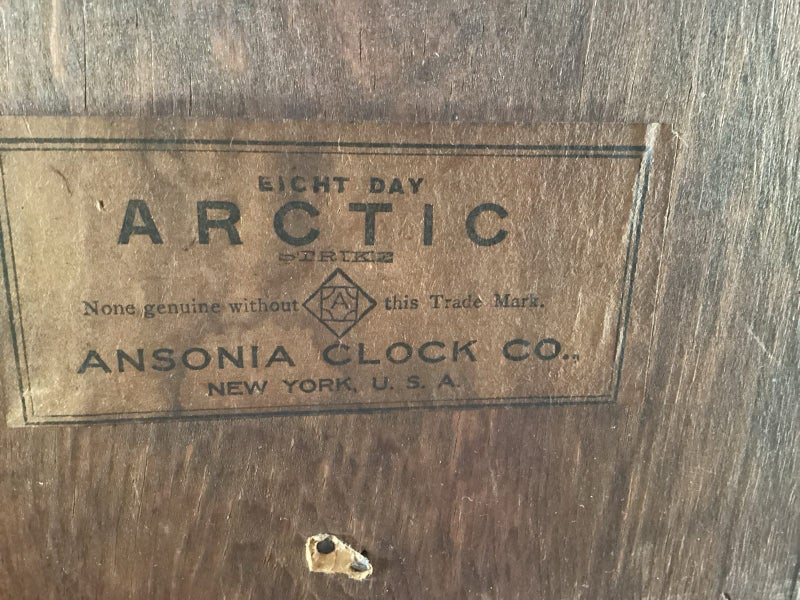 EIGHT DAY
ARCTIC
STRIKE
None genuine without A this Trade Mark.
ANSONIA CLOCK CO.,
NEW YORK, U. S. A.